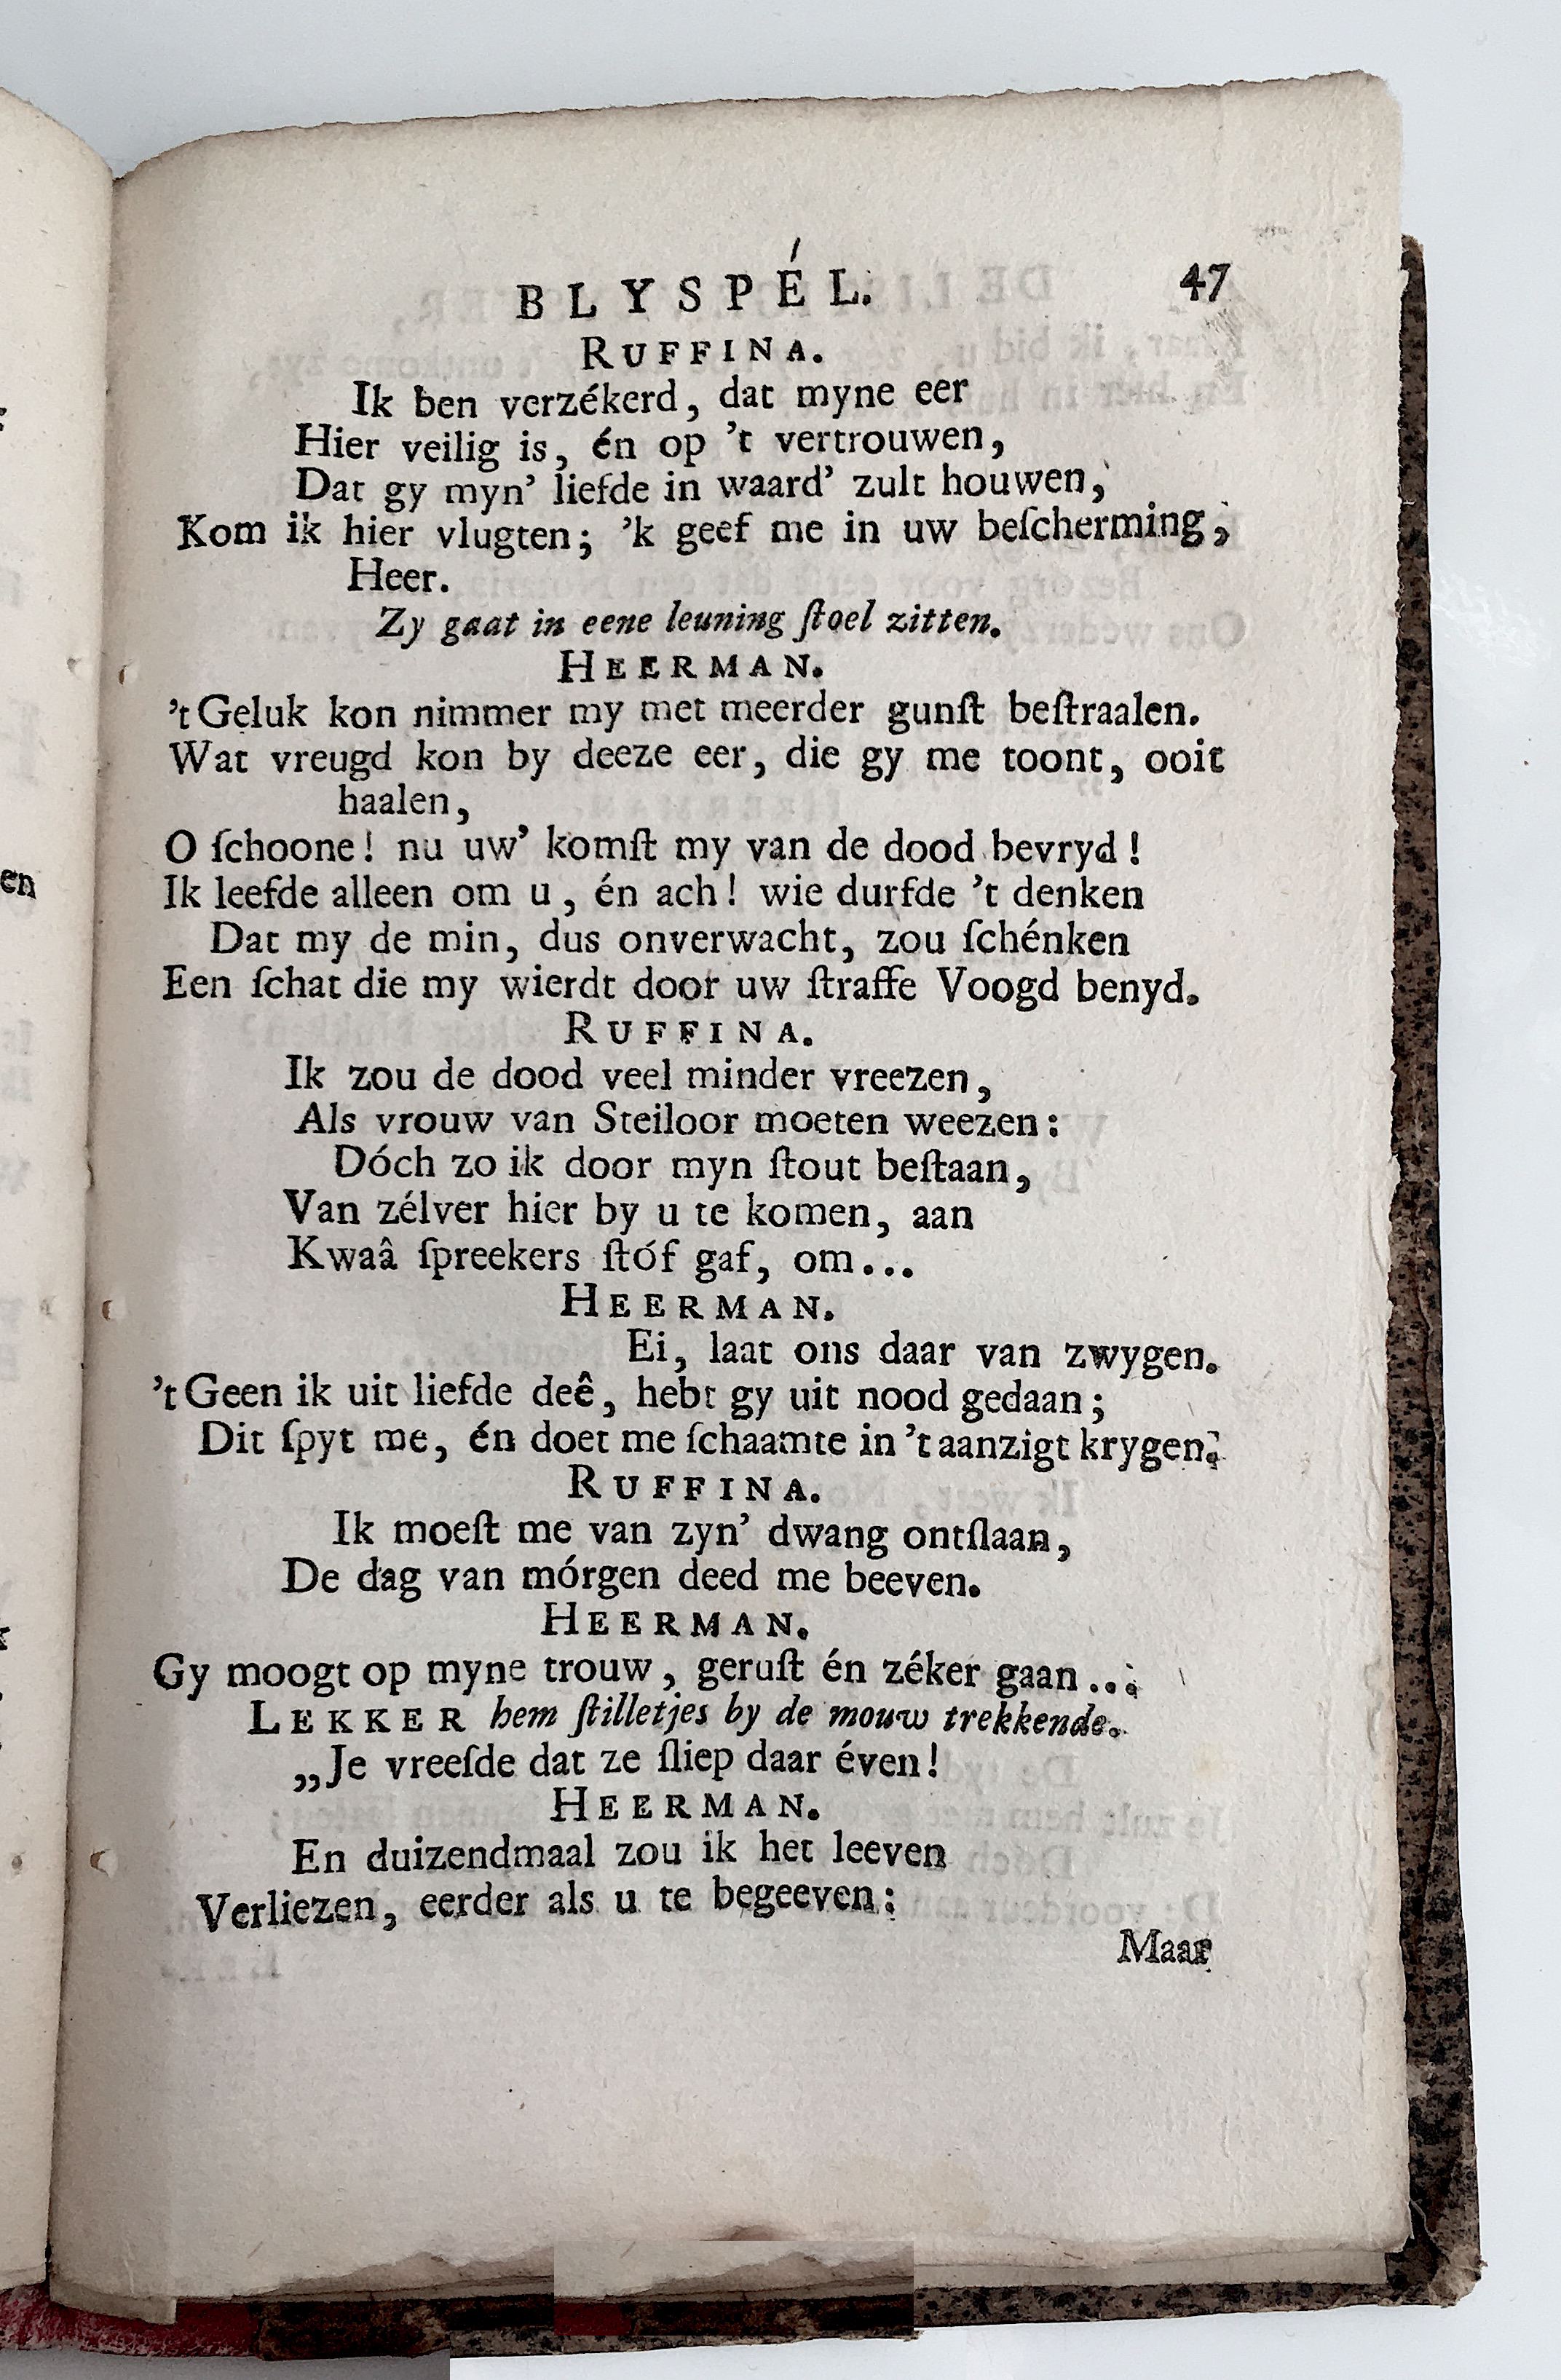 BLYSPÉL. 47
RUFFINA.
Ik ben verzékerd, dat myne eer
Hier veilig is, én op 't vertrouwen,
Dat gy myn' liefde in waard' zult houwen,
Kom ik hier vlugten; 'k geef me in uw beſcherming,
Heer.
Zy gaat in eene leuning ſtoel zitten.
HEERMAN.
't Geluk kon nimmer my met meerder gunſt beſtraalen.
Wat vreugd kon by deeze eer, die gy me toont, ooit
haalen,
O ſchoone! nu uw' komſt my van de dood bevryd!
Ik leefde alleen om u, én ach! wie durfde 't denken
Dat my de min, dus onverwacht, zou ſchénken
Een ſchat die my wierdt door uw ſtraffe Voogd benyd.
RUFFINA.
Ik zou de dood veel minder vreezen,
Als vrouw van Steiloor moeten weezen:
Dóch zo ik door myn ſtout beſtaan,
Van zélver hier by u te komen, aan
Kwaâ ſpreekers ſtóf gaf, om...
HEERMAN.
Ei, laat ons daar van zwygen.
't Geen ik uit liefde deê, hebt gy uit nood gedaan;
Dit ſpyt me, én doet me ſchaamte in 't aanzigt krygen.
RUFFINA.
Ik moeſt me van zyn' dwang ontſlaan,
De dag van mórgen deed me beeven.
HEERMAN.
Gy moogt op myne trouw, geruſt én zéker gaan...
LEKKER hem ſtilletjes by de mouw trekkende.
„Je vreeſde dat ze ſliep daar éven!
HEERMAN.
En duizendmaal zou ik het leeven
Verliezen, eerder als u te begeeven:
Maar
en